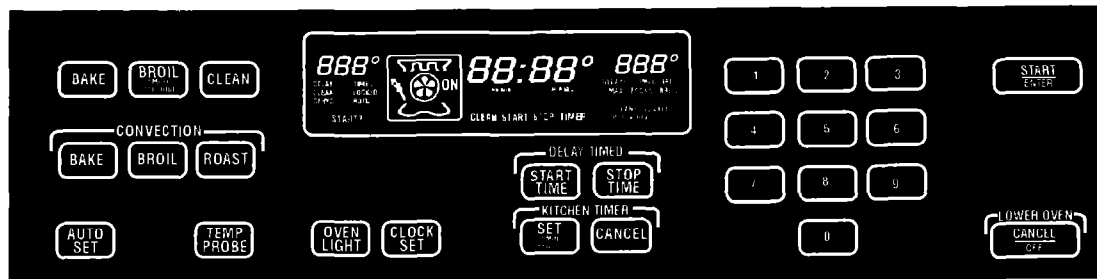 BAKE
BROIL
CLEAN
CONVECTION
BAKE
BROIL
ROAST
AUTO
SET
TEMP
PROBE
888°
START?
ON
88:88°
888°
CLEAN START STOP TIMER
OVEN
LIGHT
CLOCK
SET
DELAY TIMED
START
TIME
STOP
TIME
KITCHEN TIMER
SET
CANCEL
1
2
3
4
5
6
7
8
9
0
START
ENTER
LOWER OVEN
CANCEL
OFF